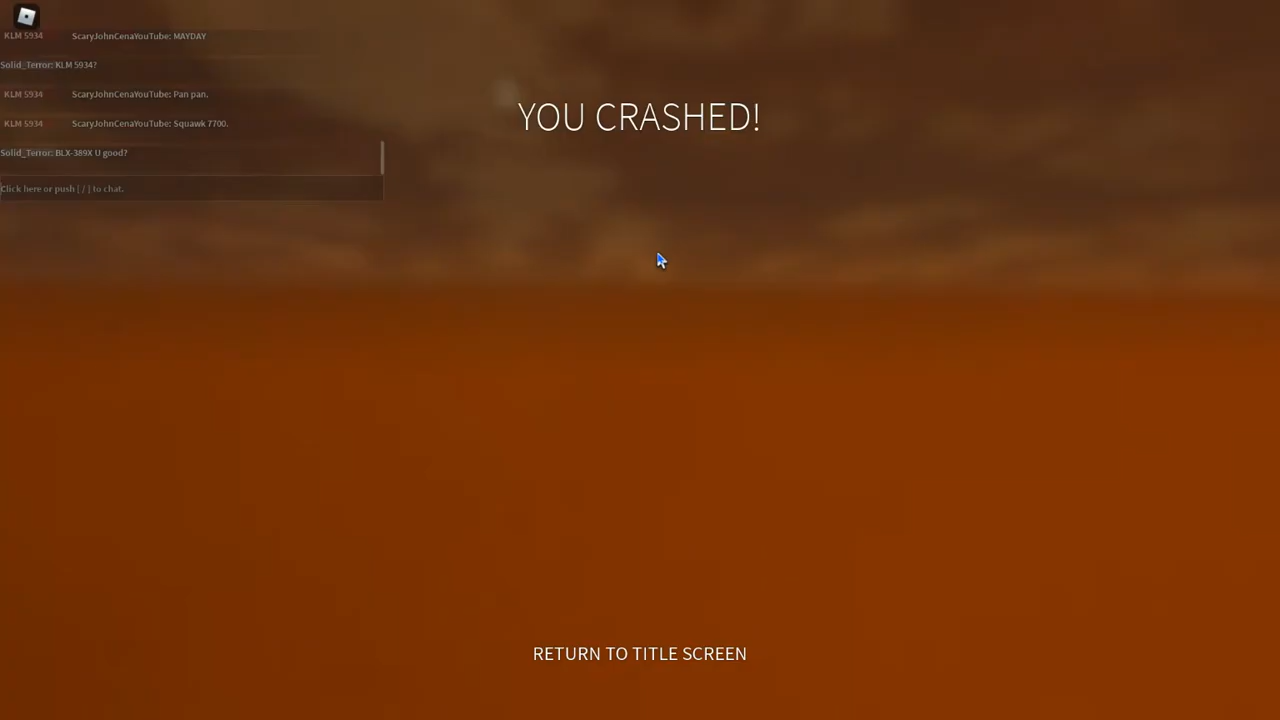 KLM 5934 ScaryJohnCenaYouTube: MAYDAY
Solid_Terror: KLM 5934?
KLM 5934 ScaryJohnCenaYouTube: Pan pan.
KLM 5934 ScaryJohnCenaYouTube: Squawk 7700.
Solid_Terror: BLX-389X U good?
Click here or push [ / ] to chat.
YOU CRASHED!
RETURN TO TITLE SCREEN